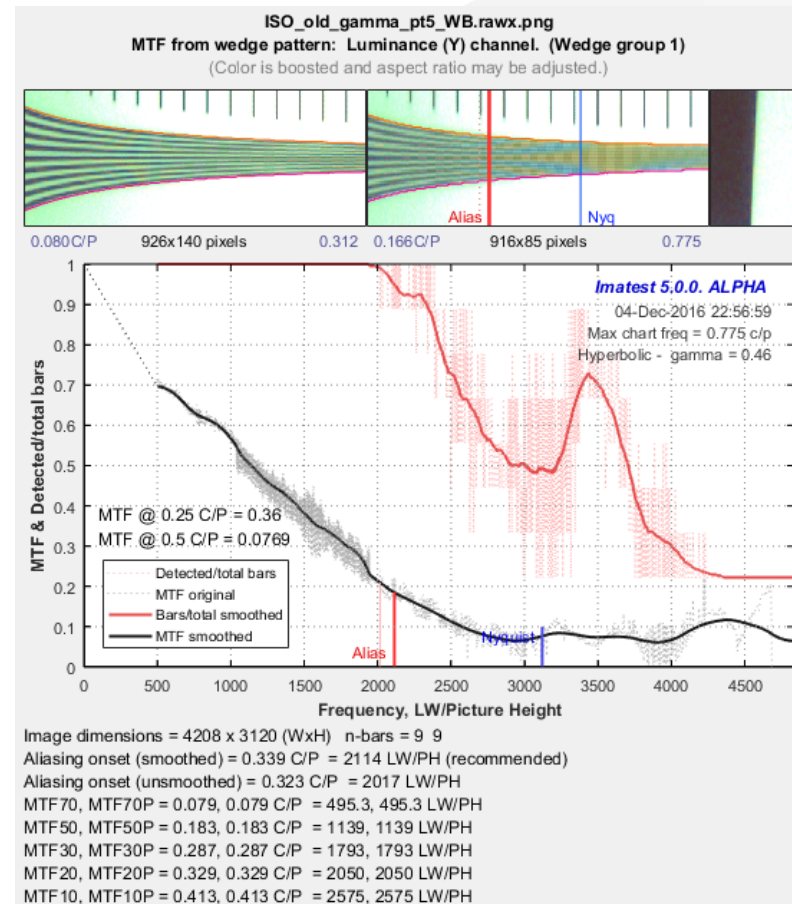 ISO_old_gamma_pt5_WB.rawx.png
MTF from wedge pattern:  Luminance (Y) channel.  (Wedge group 1)
(Color is boosted and aspect ratio may be adjusted.)
Alias
Nyq
0.080C/P 926x140 pixels 0.312 0.166C/P 916x85 pixels 0.775
Imatest 5.0.0. ALPHA
04-Dec-2016 22:56:59
Max chart freq = 0.775 c/p
Hyperbolic -  gamma = 0.46
MTF & Detected/total bars
1
0.9
0.8
0.7
0.6
0.5
0.4
0.3
0.2
0.1
0
MTF @ 0.25 C/P = 0.36
MTF @ 0.5 C/P = 0.0769
Detected/total bars
MTF original
Bars/total smoothed
MTF smoothed
Alias
Nyquist
0 500 1000 1500 2000 2500 3000 3500 4000 4500
Frequency, LW/Picture Height
Image dimensions = 4208 x 3120 (WxH)   n-bars = 9  9
Aliasing onset (smoothed) = 0.339 C/P  = 2114 LW/PH (recommended)
Aliasing onset (unsmoothed) = 0.323 C/P  = 2017 LW/PH
MTF70, MTF70P = 0.079, 0.079 C/P  = 495.3, 495.3 LW/PH
MTF50, MTF50P = 0.183, 0.183 C/P  = 1139, 1139 LW/PH
MTF30, MTF30P = 0.287, 0.287 C/P  = 1793, 1793 LW/PH
MTF20, MTF20P = 0.329, 0.329 C/P  = 2050, 2050 LW/PH
MTF10, MTF10P = 0.413, 0.413 C/P  = 2575, 2575 LW/PH